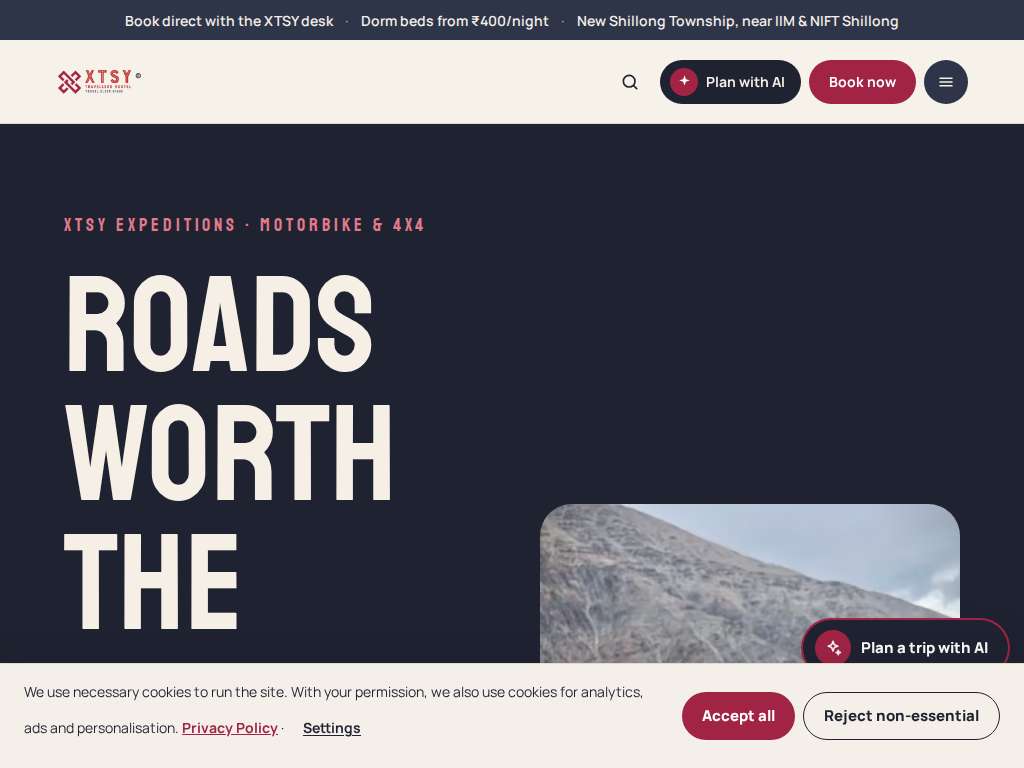 Book direct with the XTSY desk · Dorm beds from ₹400/night · New Shillong Township, near IIM & NIFT Shillong
XTSY
Plan with AI
Book now
XTSY EXPEDITIONS · MOTORBIKE & 4X4
ROADS
WORTH
THE
Plan a trip with AI
We use necessary cookies to run the site. With your permission, we also use cookies for analytics,
ads and personalisation. Privacy Policy · Settings
Accept all
Reject non-essential